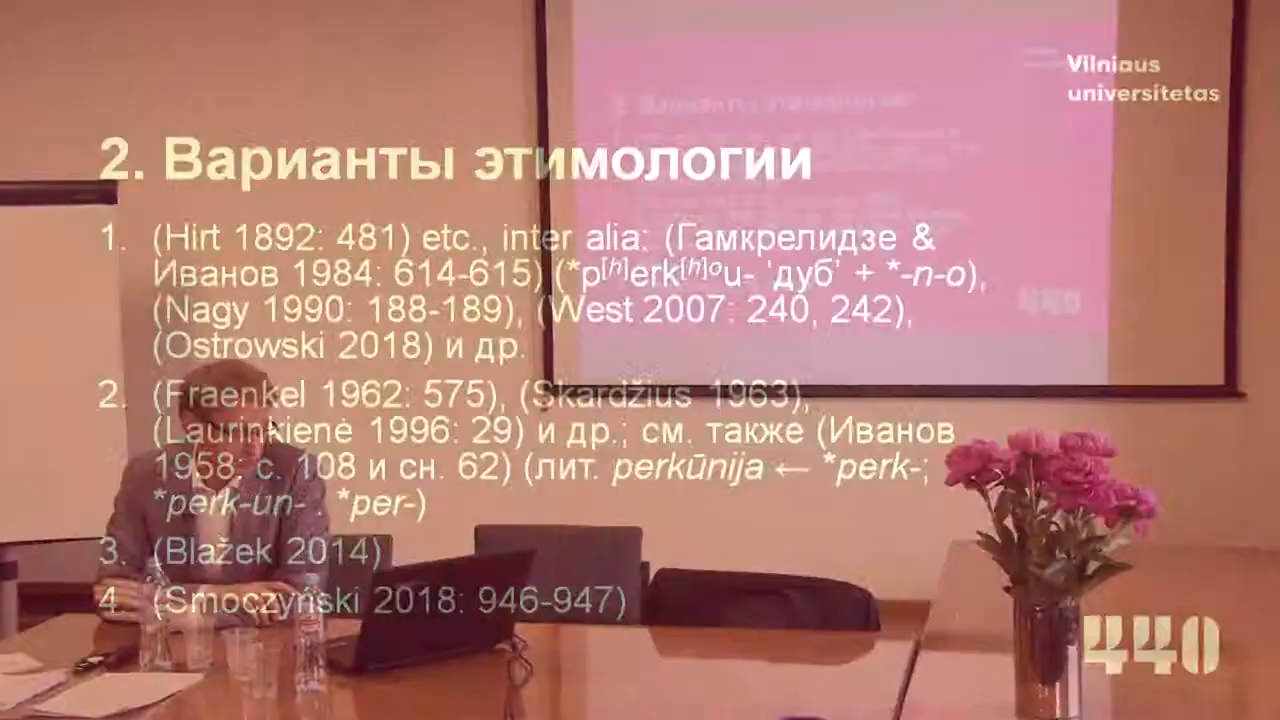 Vilniaus
universitetas
2. Варианты этимологии
1. (Hirt 1892: 481) etc., inter alia: (Гамкрелидзе &
Иванов 1984: 614-615) (*p[h]erk[h]ou- 'дуб' + *-n-o),
(Nagy 1990: 188-189), (West 2007: 240, 242),
(Ostrowski 2018) и др.
2. (Fraenkel 1962: 575), (Skardžius 1963),
(Laurinkienė 1996: 29) и др.; см. также (Иванов
1958: с. 108 и сн. 62) (лит. perkūnija ← *perk-;
*perk-un- : *per-)
3. (Blažek 2014)
4. (Smoczyński 2018: 946-947)
440